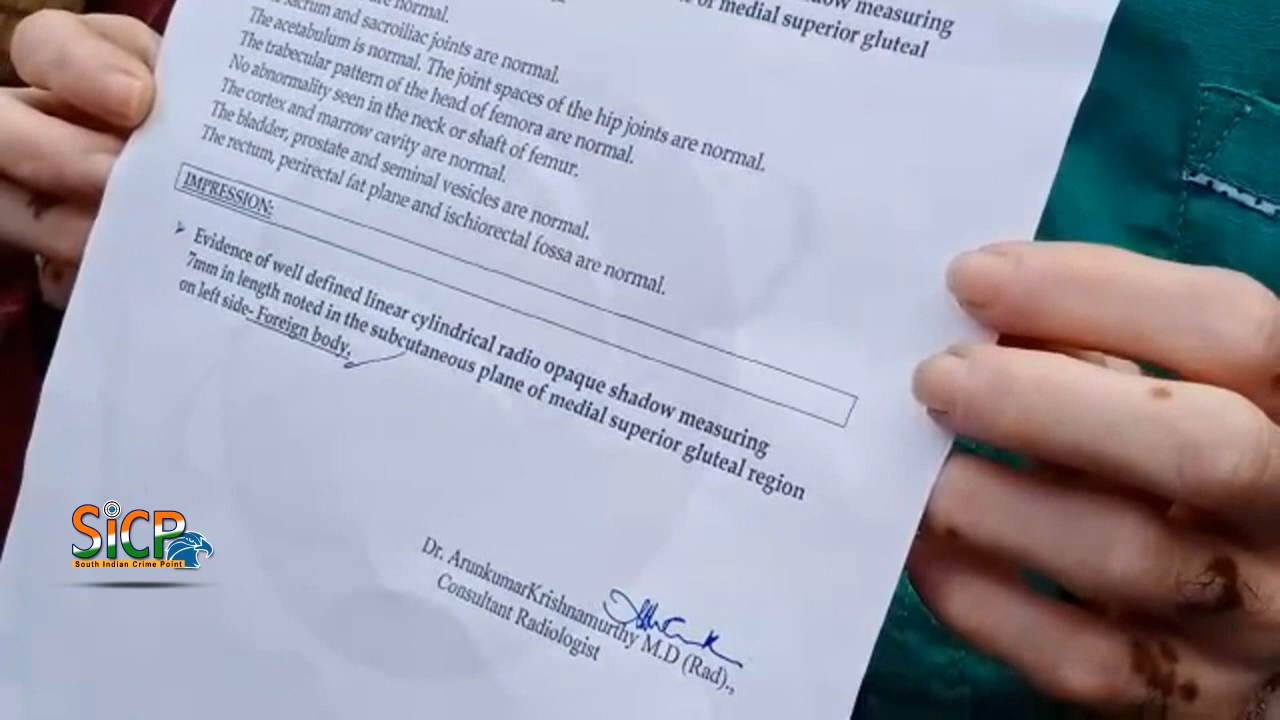 normal.
sacrum and sacroiliac joints are normal.
The acetabulum is normal. The joint spaces of the hip joints are normal.
The trabecular pattern of the head of femora are normal.
No abnormality seen in the neck or shaft of femur.
The cortex and marrow cavity are normal.
The bladder, prostate and seminal vesicles are normal.
The rectum, perirectal fat plane and ischiorectal fossa are normal.
shadow measuring
of medial superior gluteal
IMPRESSION:
➤ Evidence of well defined linear cylindrical radio opaque shadow measuring
7mm in length noted in the subcutaneous plane of medial superior gluteal region
on left side- Foreign body.
Dr. ArunkumarKrishnamurthy M.D (Rad).,
Consultant Radiologist
SiCP
South Indian Crime Point